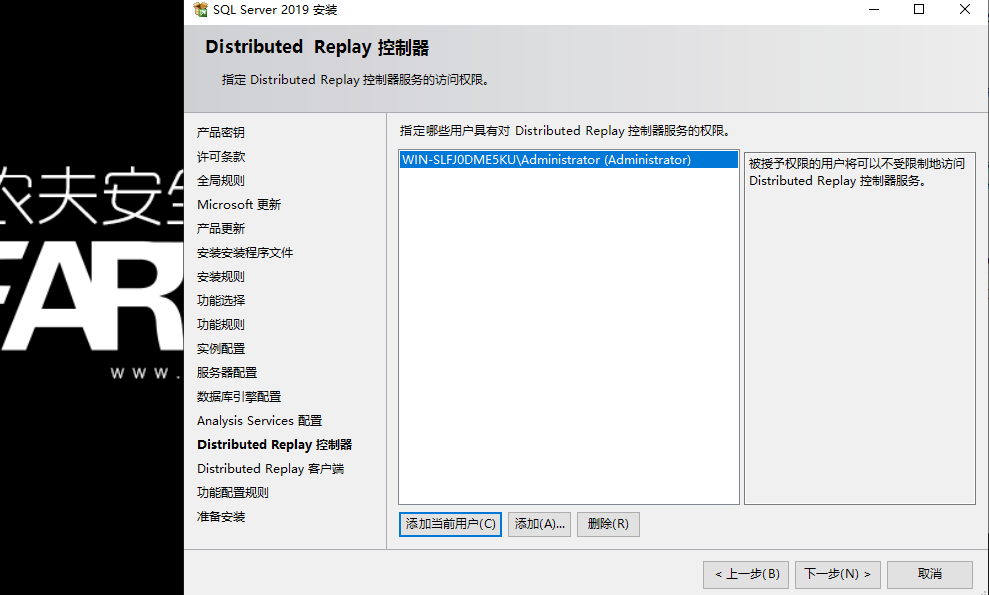 SQL Server 2019 安装
Distributed Replay 控制器
指定 Distributed Replay 控制器服务的访问权限。
产品密钥
许可条款
全局规则
Microsoft 更新
产品更新
安装安装程序文件
安装规则
功能选择
功能规则
实例配置
服务器配置
数据库引擎配置
Analysis Services 配置
Distributed Replay 控制器
Distributed Replay 客户端
功能配置规则
准备安装
指定哪些用户具有对 Distributed Replay 控制器服务的权限。
WIN-SLFJ0DME5KU\Administrator (Administrator)
被授予权限的用户将可以不受限制地访问
Distributed Replay 控制器服务。
添加当前用户(C)
添加(A)...
删除(R)
< 上一步(B)
下一步(N) >
取消
农夫安全
FAR
www.